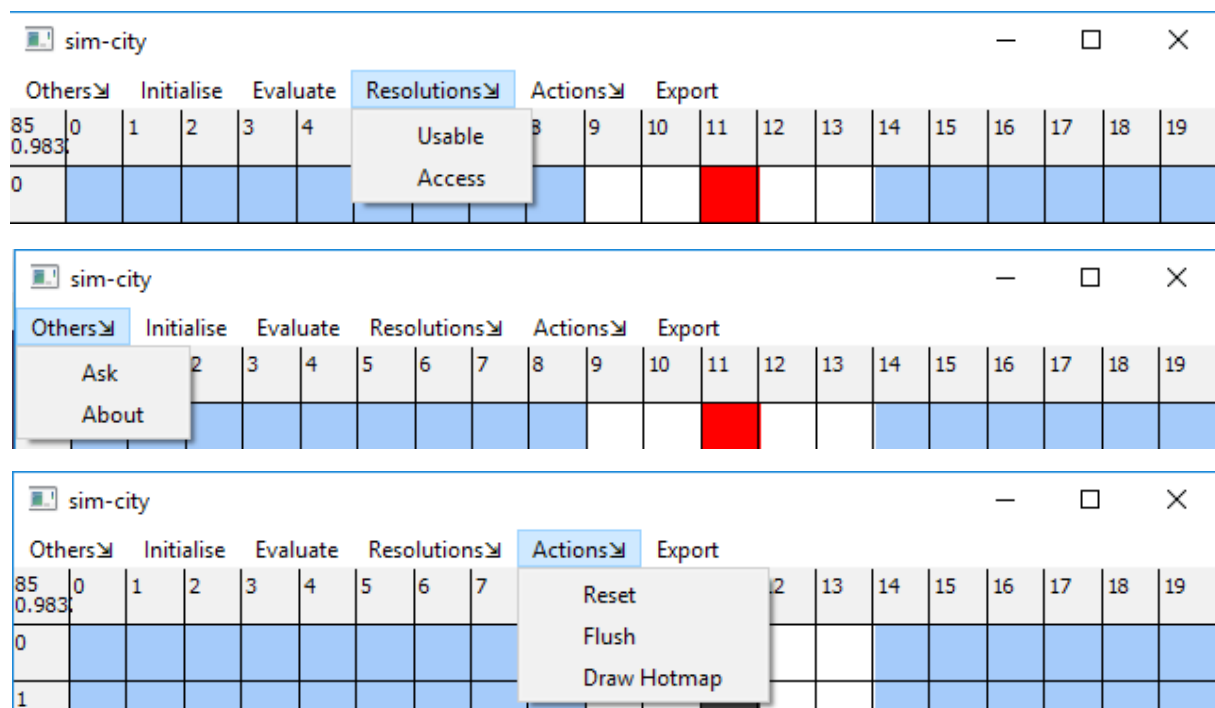 sim-city
Others⇲ Initialise Evaluate Resolutions⇲ Actions⇲ Export
85 0 1 2 3 4 8 9 10 11 12 13 14 15 16 17 18 19
0.983
Usable
Access
0
sim-city
Others⇲ Initialise Evaluate Resolutions⇲ Actions⇲ Export
2 3 4 5 6 7 8 9 10 11 12 13 14 15 16 17 18 19
Ask
About
sim-city
Others⇲ Initialise Evaluate Resolutions⇲ Actions⇲ Export
85 0 1 2 3 4 5 6 7 12 13 14 15 16 17 18 19
0.983
Reset
0
Flush
Draw Hotmap
1